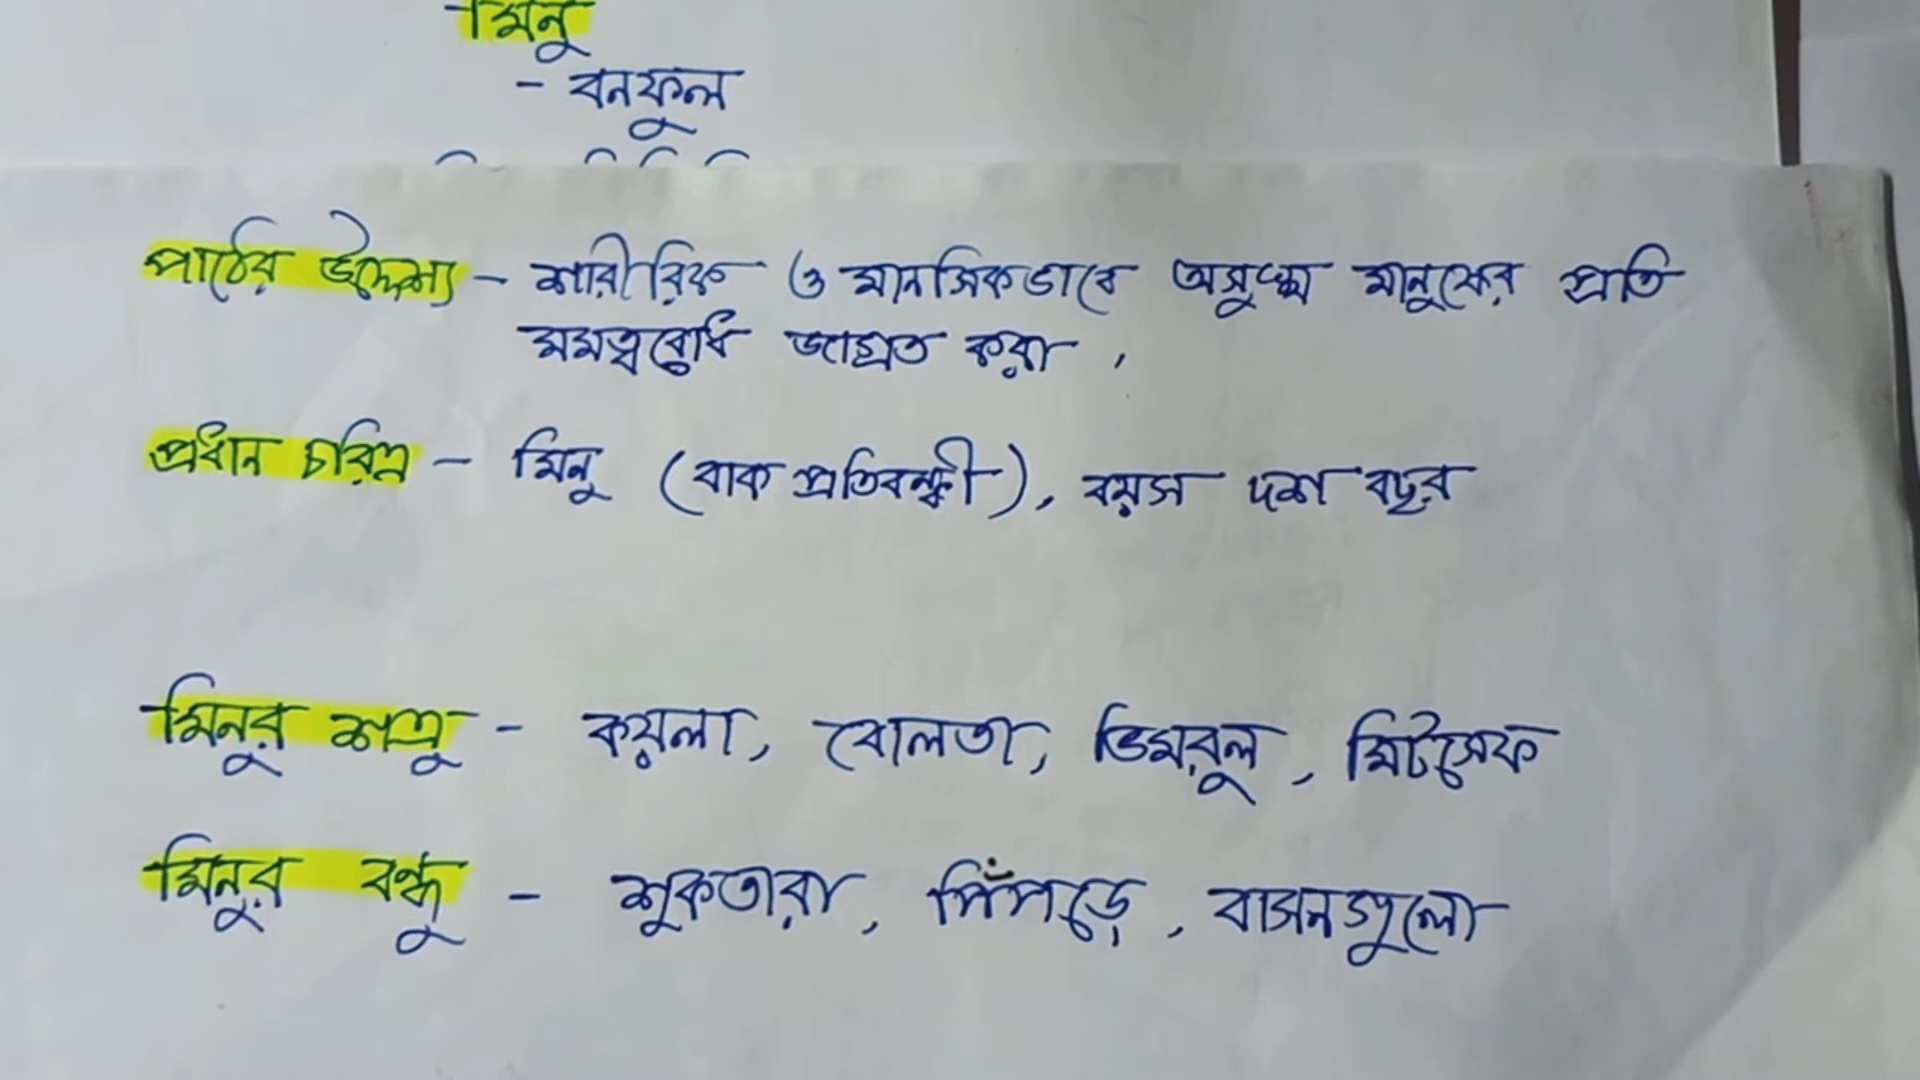 মিনু
- বনফুল
পাঠের উদ্দেশ্য - শারীরিক ও মানসিকভাবে অসুস্থ মানুষের প্রতি
মমত্ববোধ জাগ্রত করা,
প্রধান চরিত্র - মিনু (বাক প্রতিবন্ধী), বয়স দশ বছর
মিনুর শত্রু - কয়লা, বোলতা, ভিমরুল, মিটসেফ
মিনুর বন্ধু - শুকতারা, পিঁপড়ে, বাসনগুলো